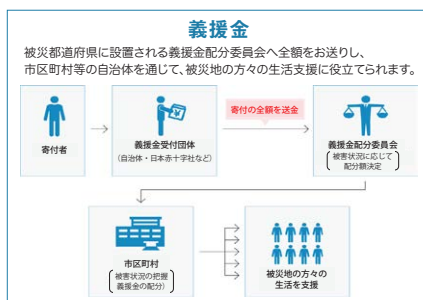 義援金
被災都道府県に設置される義援金配分委員会へ全額をお送りし、
市区町村等の自治体を通じて、被災地の方々の生活支援に役立てられます。
寄付者
義援金受付団体
(自治体・日本赤十字社など)
寄付の全額を送金
義援金配分委員会
(被害状況に応じて
配分額決定)
市区町村
(被害状況の把握
義援金の配分)
被災地の方々の
生活を支援